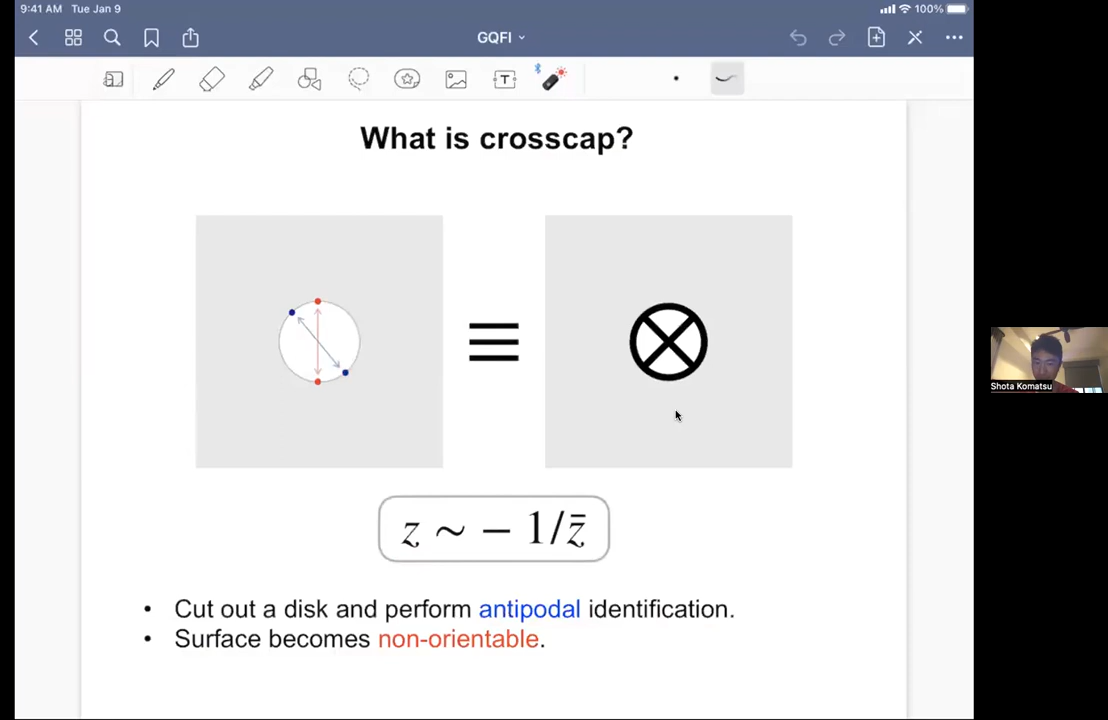 9:41 AM Tue Jan 9
100%
GQFI
T
What is crosscap?
Shota Komatsu
z ∼ − 1/z̄
• Cut out a disk and perform antipodal identification.
• Surface becomes non-orientable.